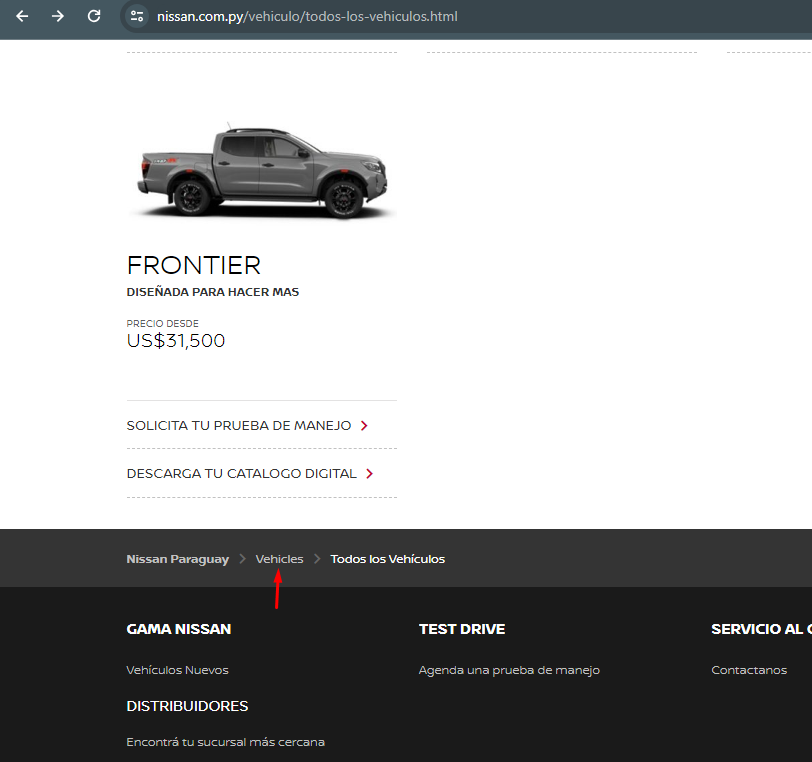 nissan.com.py/vehiculo/todos-los-vehiculos.html
FRONTIER
DISEÑADA PARA HACER MAS
PRECIO DESDE
US$31,500
SOLICITA TU PRUEBA DE MANEJO
DESCARGA TU CATALOGO DIGITAL
Nissan Paraguay > Vehicles > Todos los Vehículos
GAMA NISSAN TEST DRIVE SERVICIO AL
Vehículos Nuevos Agenda una prueba de manejo Contactanos
DISTRIBUIDORES
Encontrá tu sucursal más cercana